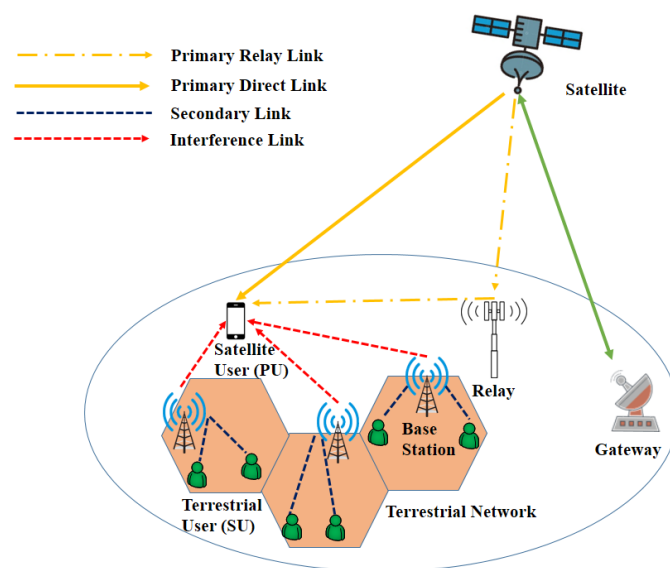 Primary Relay Link
Primary Direct Link
Secondary Link
Interference Link
Satellite
Satellite
User (PU)
Relay
Base
Station
Gateway
Terrestrial
User (SU)
Terrestrial Network